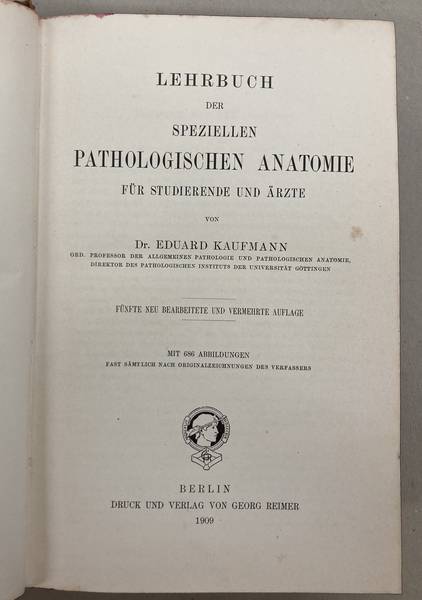 LEHRBUCH
DER
SPEZIELLEN
PATHOLOGISCHEN ANATOMIE
FÜR STUDIERENDE UND ÄRZTE
VON
Dr. EDUARD KAUFMANN
ORD. PROFESSOR DER ALLGEMEINEN PATHOLOGIE UND PATHOLOGISCHEN ANATOMIE,
DIREKTOR DES PATHOLOGISCHEN INSTITUTS DER UNIVERSITÄT GÖTTINGEN
FÜNFTE NEU BEARBEITETE UND VERMEHRTE AUFLAGE
MIT 686 ABBILDUNGEN
FAST SÄMTLICH NACH ORIGINALZEICHNUNGEN DES VERFASSERS
BERLIN
DRUCK UND VERLAG VON GEORG REIMER
1909